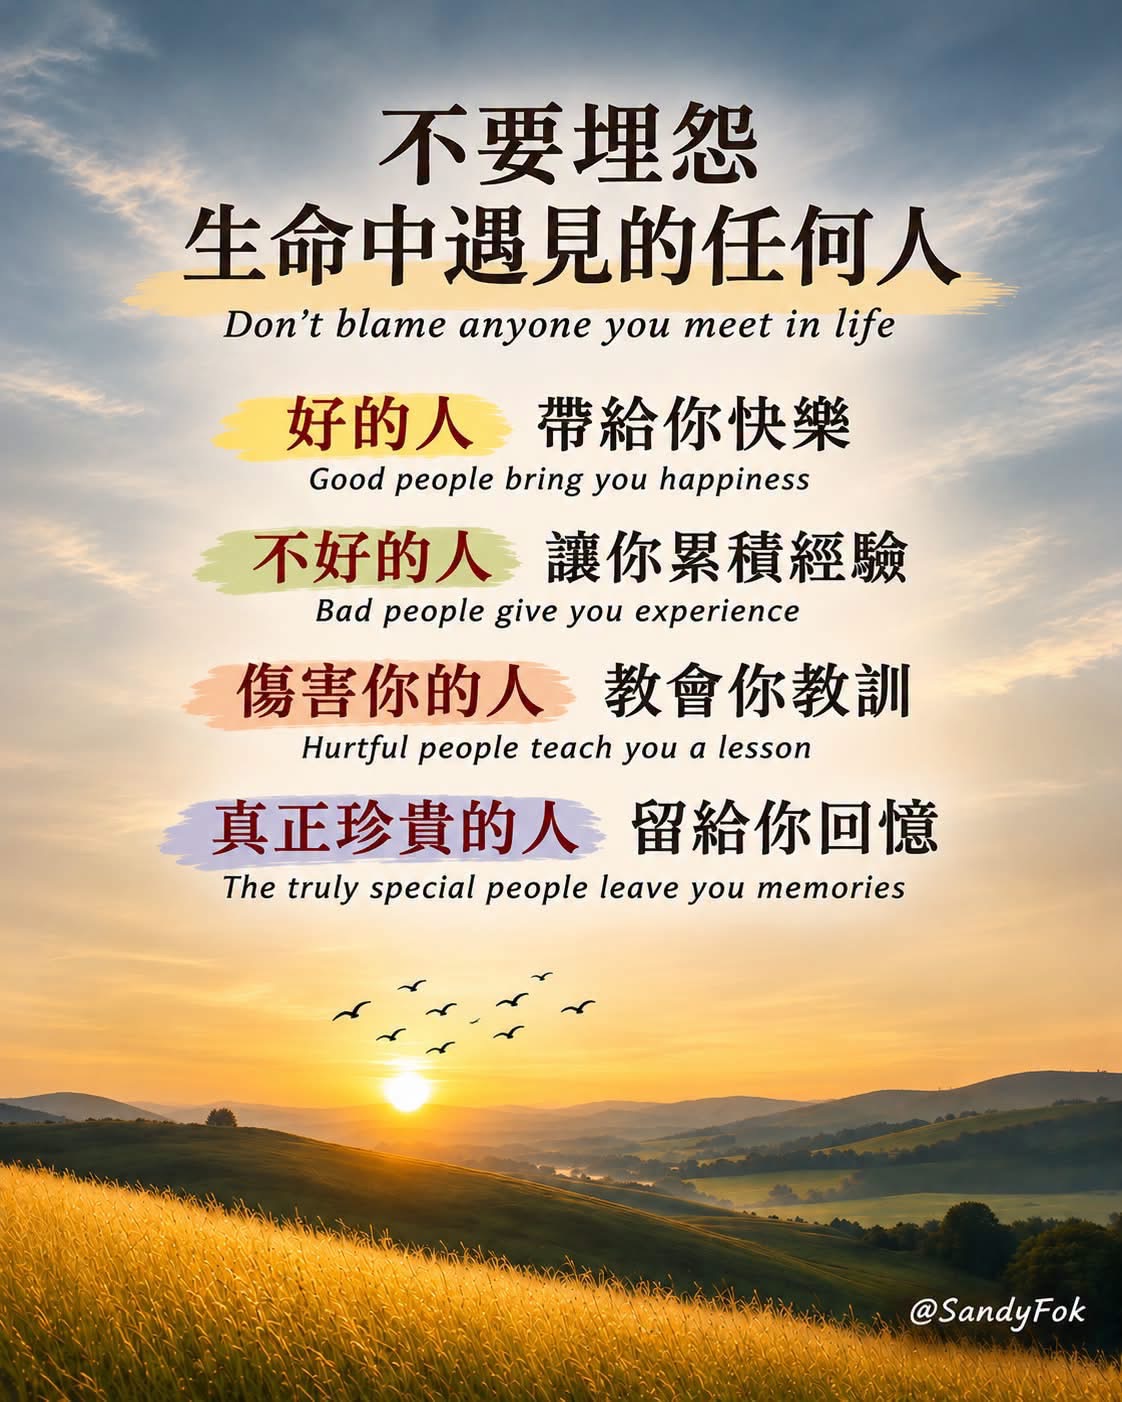 不要埋怨
生命中遇見的任何人
Don't blame anyone you meet in life
好的人 帶給你快樂
Good people bring you happiness
不好的人 讓你累積經驗
Bad people give you experience
傷害你的人 教會你教訓
Hurtful people teach you a lesson
真正珍貴的人 留給你回憶
The truly special people leave you memories
@SandyFok